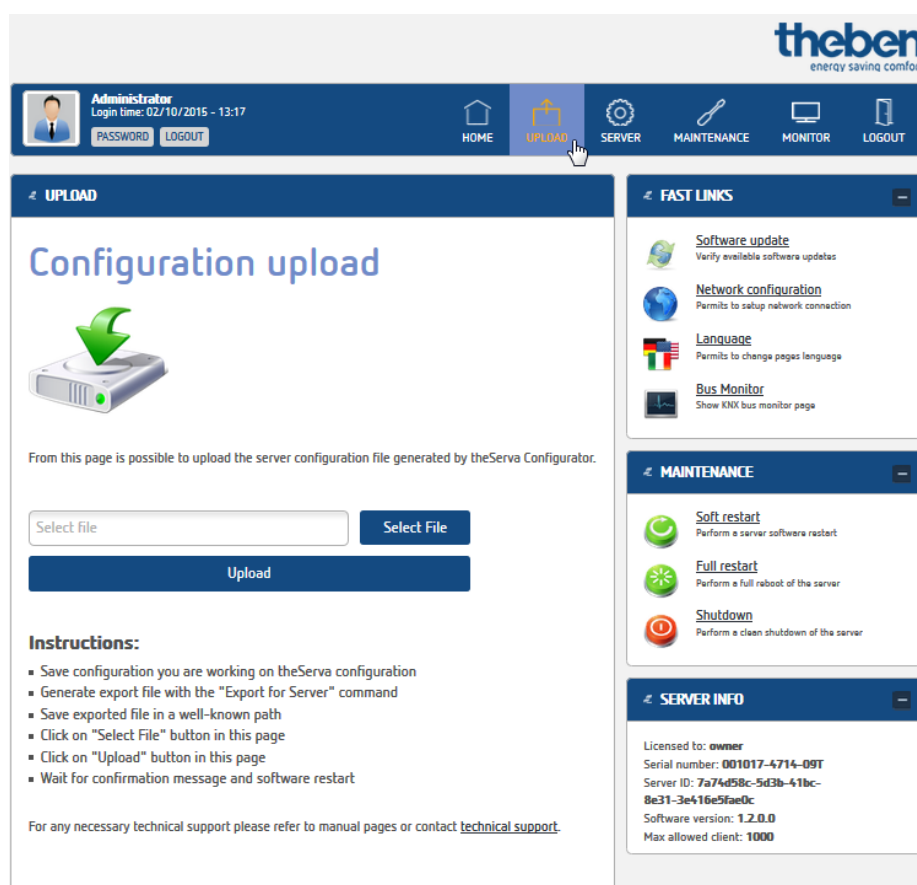 theben
energy saving comfor
Administrator
Login time: 02/10/2015 - 13:17
PASSWORD LOGOUT
HOME UPLOAD SERVER MAINTENANCE MONITOR LOGOUT
UPLOAD
Configuration upload
From this page is possible to upload the server configuration file generated by theServa Configurator.
Select file Select File
Upload
Instructions:
Save configuration you are working on theServa configuration
Generate export file with the "Export for Server" command
Save exported file in a well-known path
Click on "Select File" button in this page
Click on "Upload" button in this page
Wait for confirmation message and software restart
For any necessary technical support please refer to manual pages or contact technical support.
FAST LINKS
Software update
Verify available software updates
Network configuration
Permits to setup network connection
Language
Permits to change pages language
Bus Monitor
Show KNX bus monitor page
MAINTENANCE
Soft restart
Perform a server software restart
Full restart
Perform a full reboot of the server
Shutdown
Perform a clean shutdown of the server
SERVER INFO
Licensed to: owner
Serial number: 001017-4714-09T
Server ID: 7a74d58c-5d3b-41bc-
8e31-3e416e5fae0c
Software version: 1.2.0.0
Max allowed client: 1000